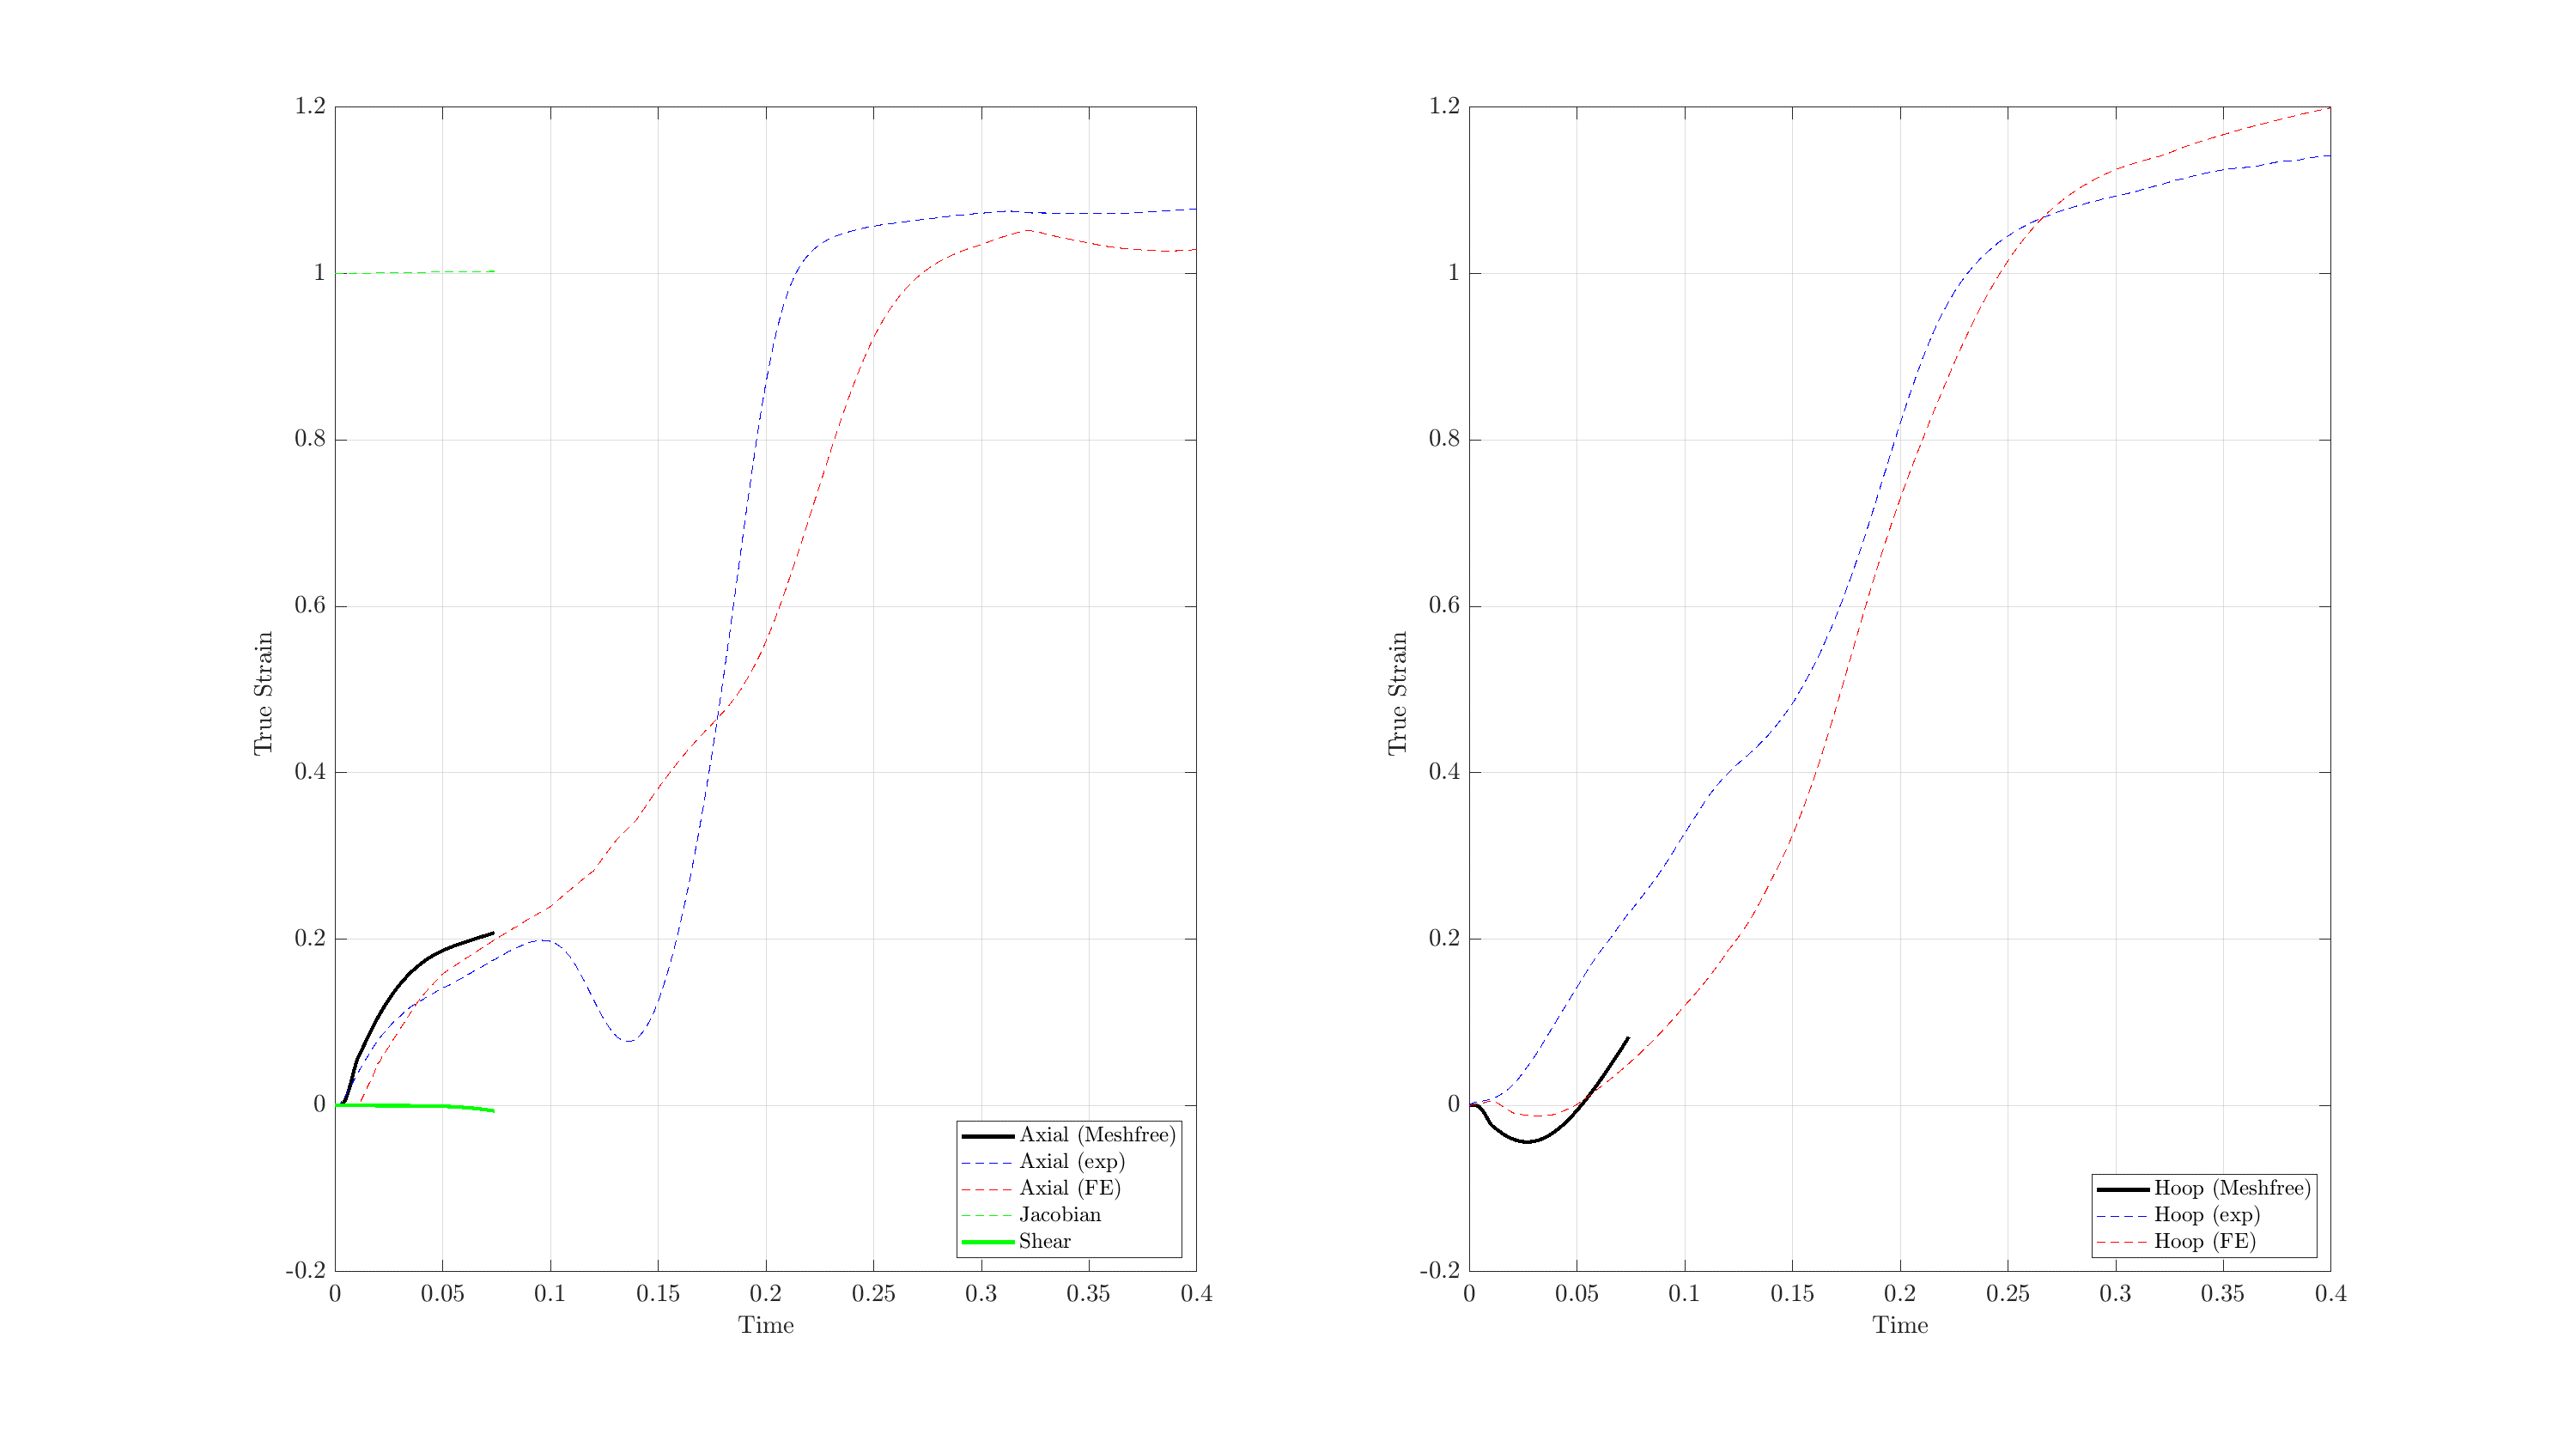 1.2
1
0.8
0.6
0.4
0.2
0
-0.2
True Strain
0 0.05 0.1 0.15 0.2 0.25 0.3 0.35 0.4
Time
Axial (Meshfree)
Axial (exp)
Axial (FE)
Jacobian
Shear
1.2
1
0.8
0.6
0.4
0.2
0
-0.2
True Strain
0 0.05 0.1 0.15 0.2 0.25 0.3 0.35 0.4
Time
Hoop (Meshfree)
Hoop (exp)
Hoop (FE)